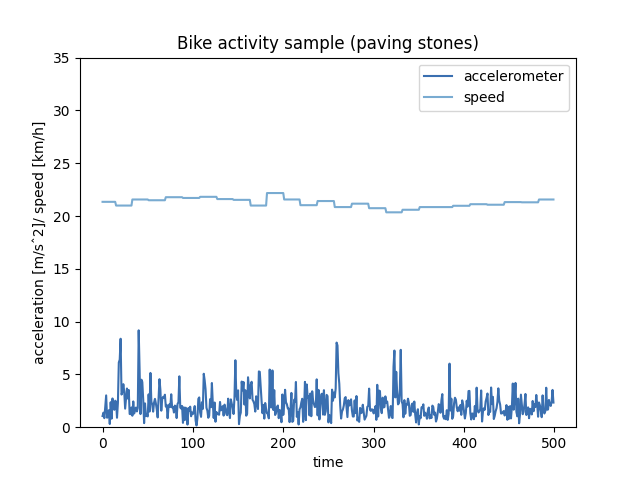 Bike activity sample (paving stones)
35
30
25
20
15
10
5
0
acceleration [m/s^2]/ speed [km/h]
accelerometer
speed
0 100 200 300 400 500
time